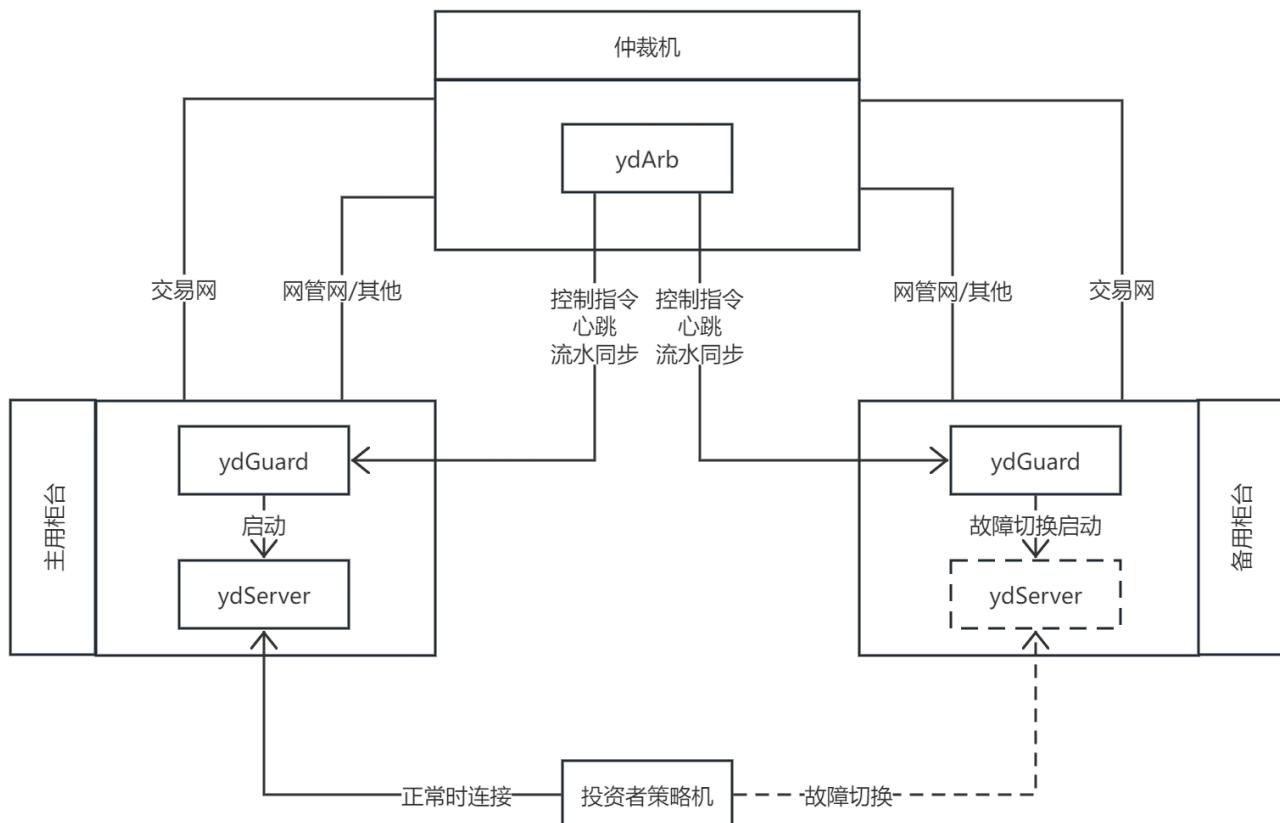 仲裁机
ydArb
交易网
网管网/其他
控制指令
心跳
流水同步
控制指令
心跳
流水同步
网管网/其他
交易网
主用柜台
ydGuard
启动
ydServer
ydGuard
故障切换启动
ydServer
备用柜台
正常时连接
投资者策略机
故障切换